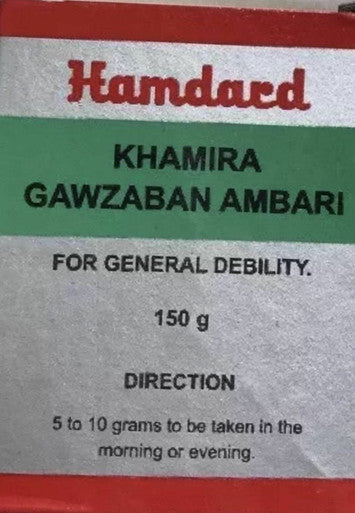 Hamdard
KHAMIRA
GAWZABAN AMBARI
FOR GENERAL DEBILITY.
150 g
DIRECTION
5 to 10 grams to be taken in the
morning or evening.